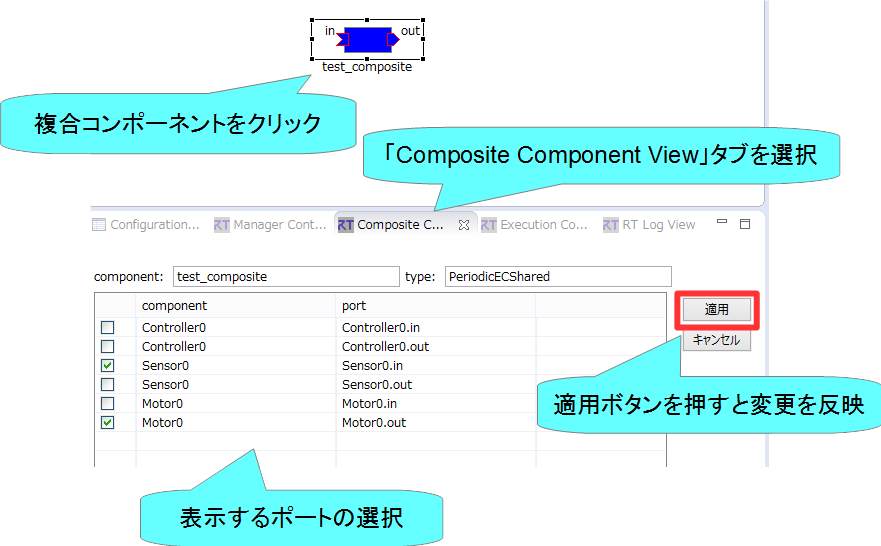 in out
test_composite
複合コンポーネントをクリック
「Composite Component View」タブを選択
Configuration... RT Manager Cont... RT Composite C... RT Execution Co... RT RT Log View
component: test_composite type: PeriodicECShared
component port
Controller0 Controller0.in
Controller0 Controller0.out
Sensor0 Sensor0.in
Sensor0 Sensor0.out
Motor0 Motor0.in
Motor0 Motor0.out
適用
キャンセル
適用ボタンを押すと変更を反映
表示するポートの選択